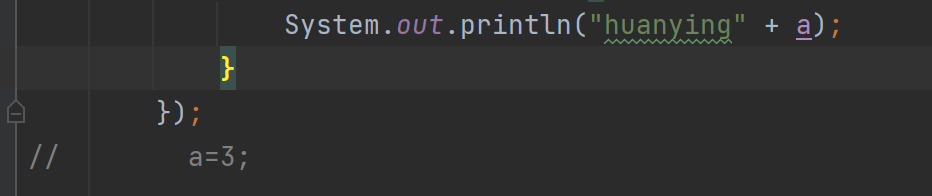 System.out.println("huanying" + a);
}
});
// a=3;